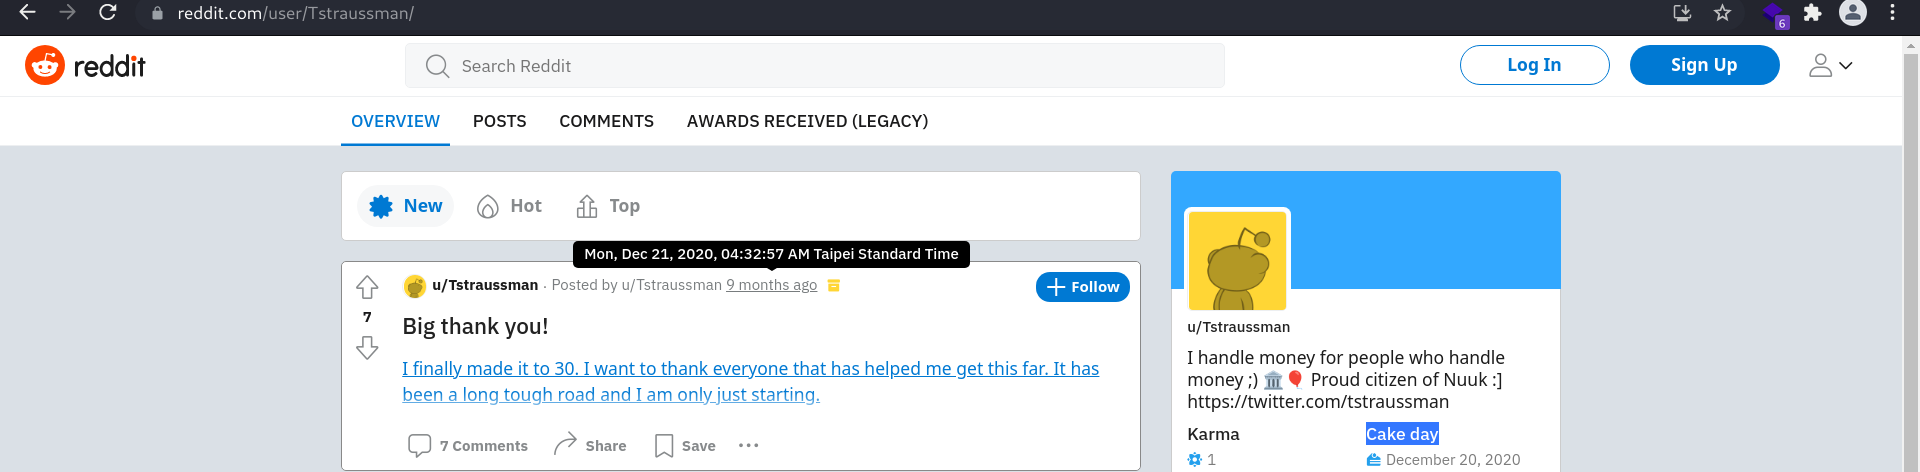 reddit.com/user/Tstraussman/
6
reddit
Search Reddit
Log In
Sign Up
OVERVIEW
POSTS
COMMENTS
AWARDS RECEIVED (LEGACY)
New
Hot
Top
Mon, Dec 21, 2020, 04:32:57 AM Taipei Standard Time
u/Tstraussman · Posted by u/Tstraussman 9 months ago
Follow
7
Big thank you!
I finally made it to 30. I want to thank everyone that has helped me get this far. It has
been a long tough road and I am only just starting.
7 Comments
Share
Save
u/Tstraussman
I handle money for people who handle
money ;) 🏛️🎈 Proud citizen of Nuuk :]
https://twitter.com/tstraussman
Karma
Cake day
1
December 20, 2020